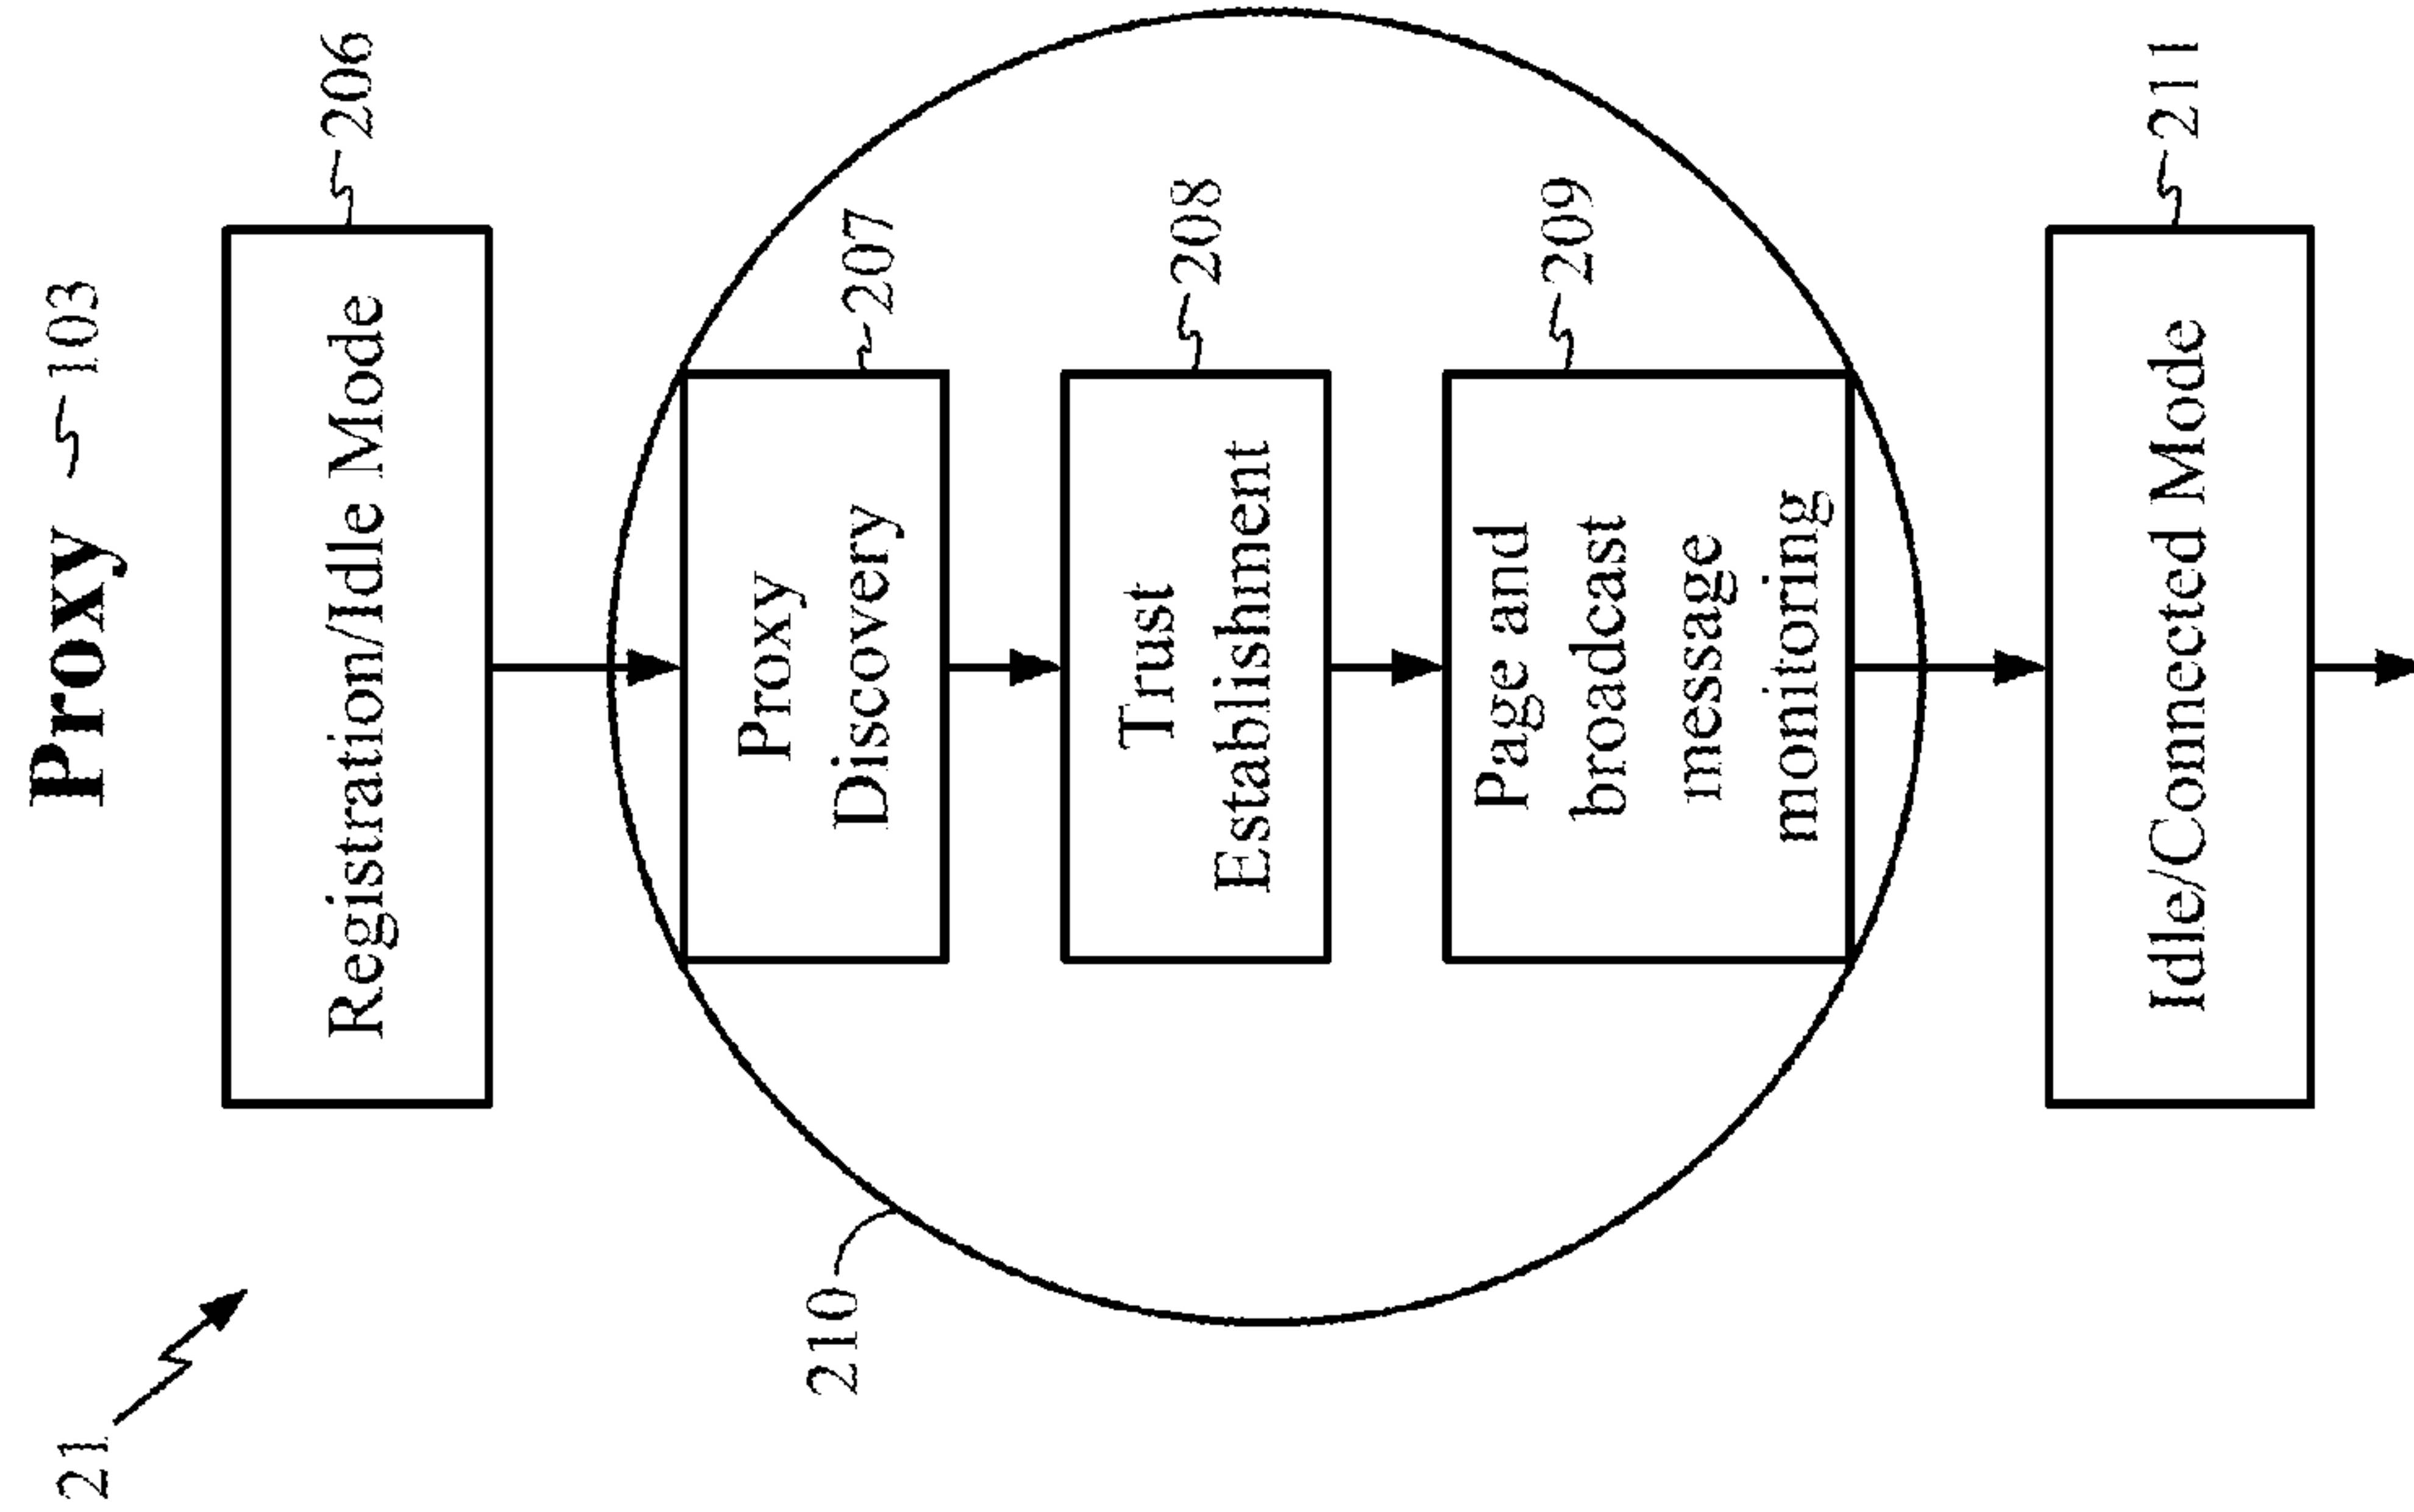 21
Proxy 103
Registration/Idle Mode
206
210
Proxy
Discovery
207
Trust
Establishment
208
Page and
broadcast
message
monitoring
209
Idle/Connected Mode
211